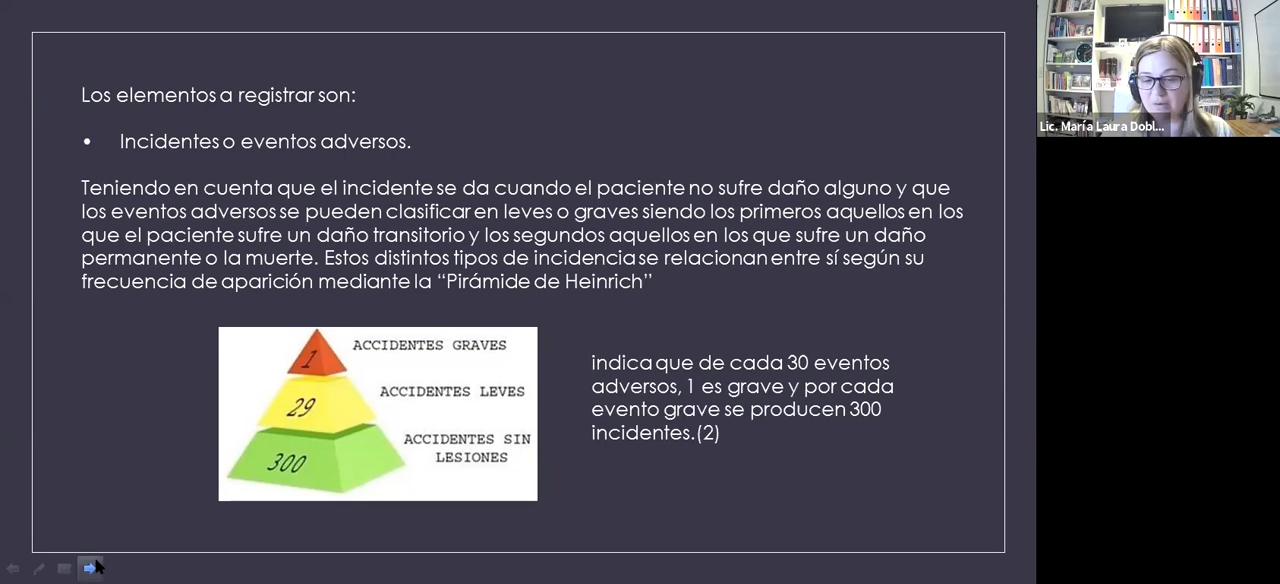 Los elementos a registrar son:
• Incidentes o eventos adversos.
Teniendo en cuenta que el incidente se da cuando el paciente no sufre daño alguno y que
los eventos adversos se pueden clasificar en leves o graves siendo los primeros aquellos en los
que el paciente sufre un daño transitorio y los segundos aquellos en los que sufre un daño
permanente o la muerte. Estos distintos tipos de incidencia se relacionan entre sí según su
frecuencia de aparición mediante la “Pirámide de Heinrich”
1 ACCIDENTES GRAVES
29 ACCIDENTES LEVES
300 ACCIDENTES SIN
LESIONES
indica que de cada 30 eventos
adversos, 1 es grave y por cada
evento grave se producen 300
incidentes.(2)
Lic. María Laura Dobl...